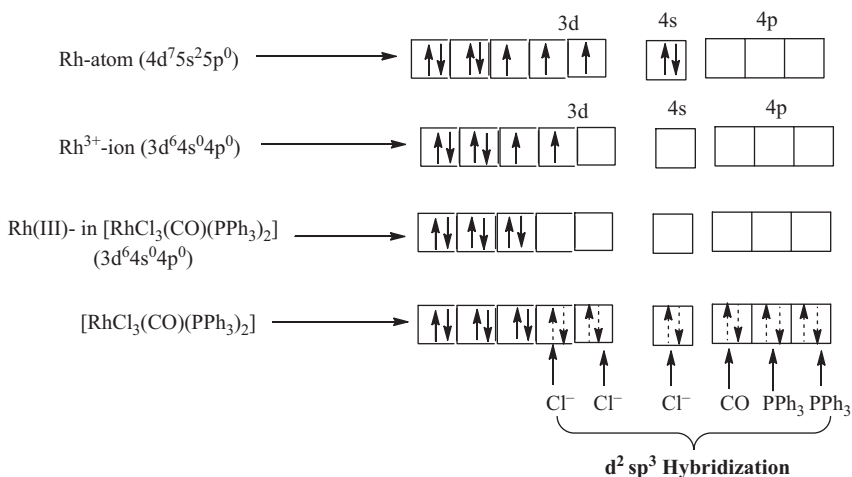 3d 4s 4p
Rh-atom (4d⁷5s²5p⁰)
3d 4s 4p
Rh³⁺-ion (3d⁶4s⁰4p⁰)
Rh(III)- in [RhCl₃(CO)(PPh₃)₂]
(3d⁶4s⁰4p⁰)
[RhCl₃(CO)(PPh₃)₂]
Cl⁻ Cl⁻ Cl⁻ CO PPh₃ PPh₃
d² sp³ Hybridization